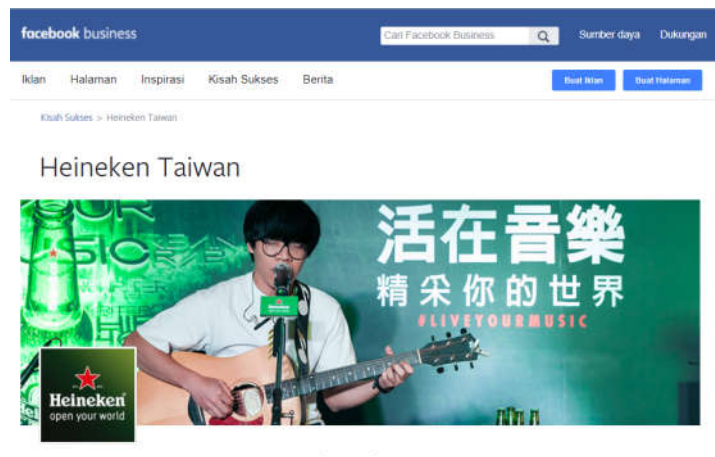 facebook business
Cari Facebook Business
Sumber daya
Dukungan
Iklan
Halaman
Inspirasi
Kisah Sukses
Berita
Buat Iklan
Buat Halaman
Kisah Sukses > Heineken Taiwan
Heineken Taiwan
OUR
USIC
活在音樂
精采你的世界
#LIVEYOURMUSIC
Heineken
open your world